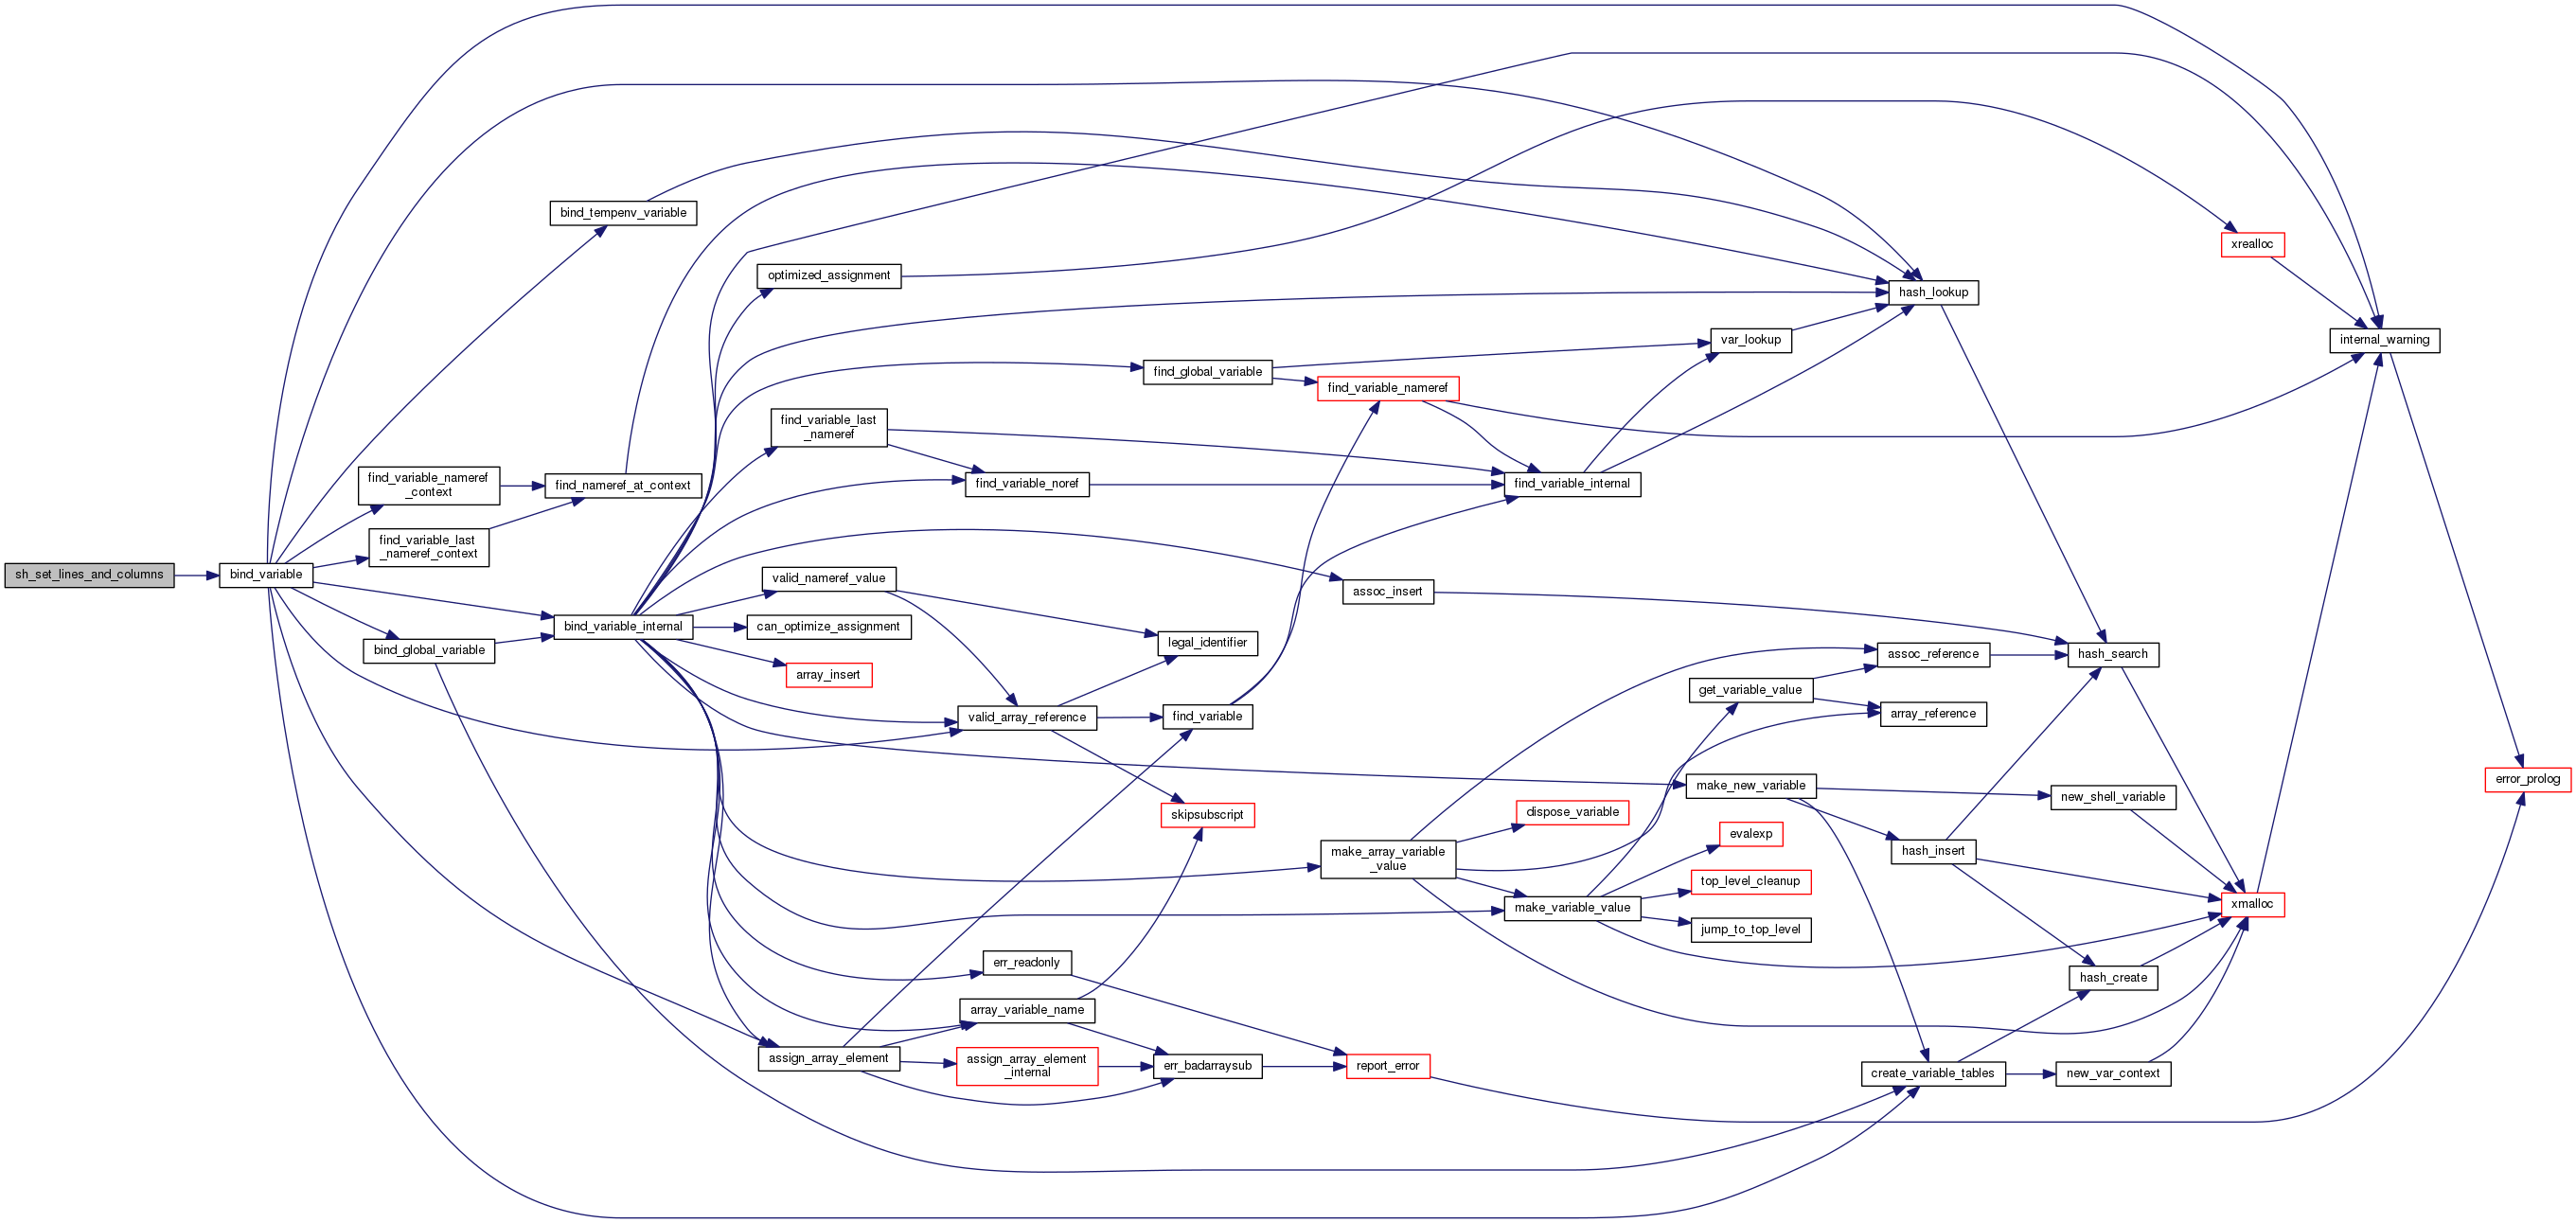 bind_tempenv_variable
xrealloc
optimized_assignment
hash_lookup
var_lookup
internal_warning
find_global_variable
find_variable_nameref
find_variable_last
_nameref
find_variable_nameref
_context
find_nameref_at_context
find_variable_noref
find_variable_internal
find_variable_last
_nameref_context
sh_set_lines_and_columns
bind_variable
valid_nameref_value
assoc_insert
bind_variable_internal
can_optimize_assignment
legal_identifier
bind_global_variable
assoc_reference
hash_search
array_insert
get_variable_value
valid_array_reference
find_variable
array_reference
error_prolog
make_new_variable
new_shell_variable
skipsubscript
dispose_variable
evalexp
make_array_variable
_value
hash_insert
top_level_cleanup
make_variable_value
xmalloc
jump_to_top_level
err_readonly
hash_create
array_variable_name
assign_array_element
assign_array_element
_internal
err_badarraysub
report_error
create_variable_tables
new_var_context